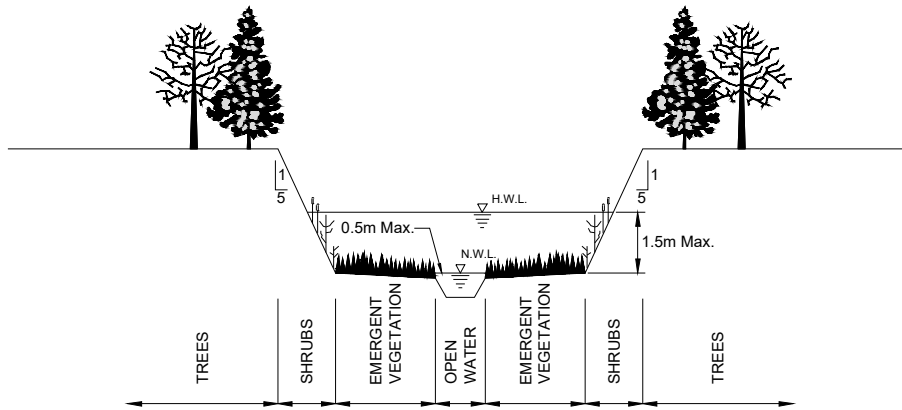 1
5
1
5
H.W.L.
0.5m Max.
1.5m Max.
N.W.L.
TREES
SHRUBS
EMERGENT
VEGETATION
OPEN
WATER
EMERGENT
VEGETATION
SHRUBS
TREES